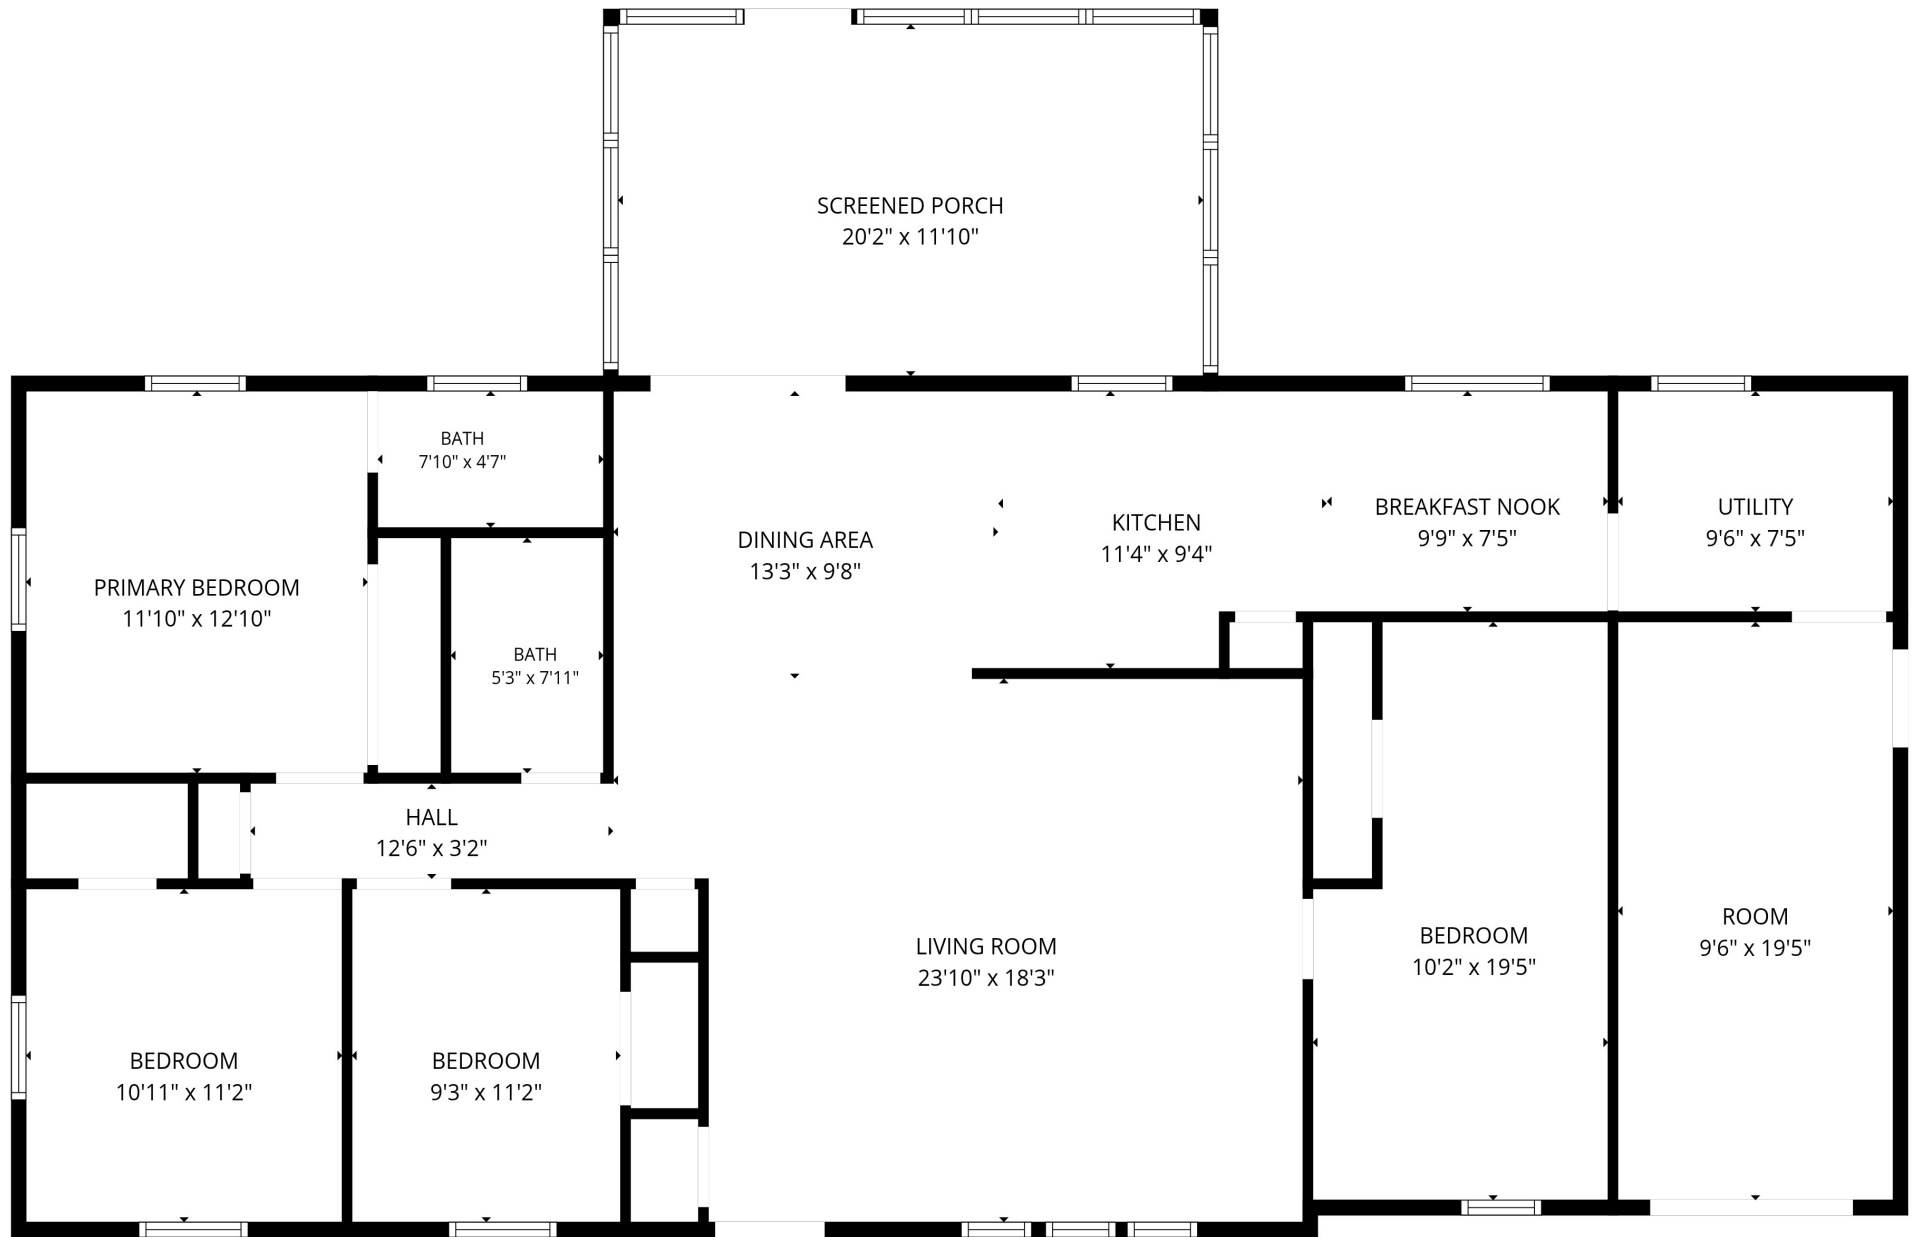 SCREENED PORCH
20'2" x 11'10"
BATH
7'10" x 4'7"
PRIMARY BEDROOM
11'10" x 12'10"
BATH
5'3" x 7'11"
DINING AREA
13'3" x 9'8"
KITCHEN
11'4" x 9'4"
BREAKFAST NOOK
9'9" x 7'5"
UTILITY
9'6" x 7'5"
HALL
12'6" x 3'2"
LIVING ROOM
23'10" x 18'3"
BEDROOM
10'2" x 19'5"
ROOM
9'6" x 19'5"
BEDROOM
10'11" x 11'2"
BEDROOM
9'3" x 11'2"